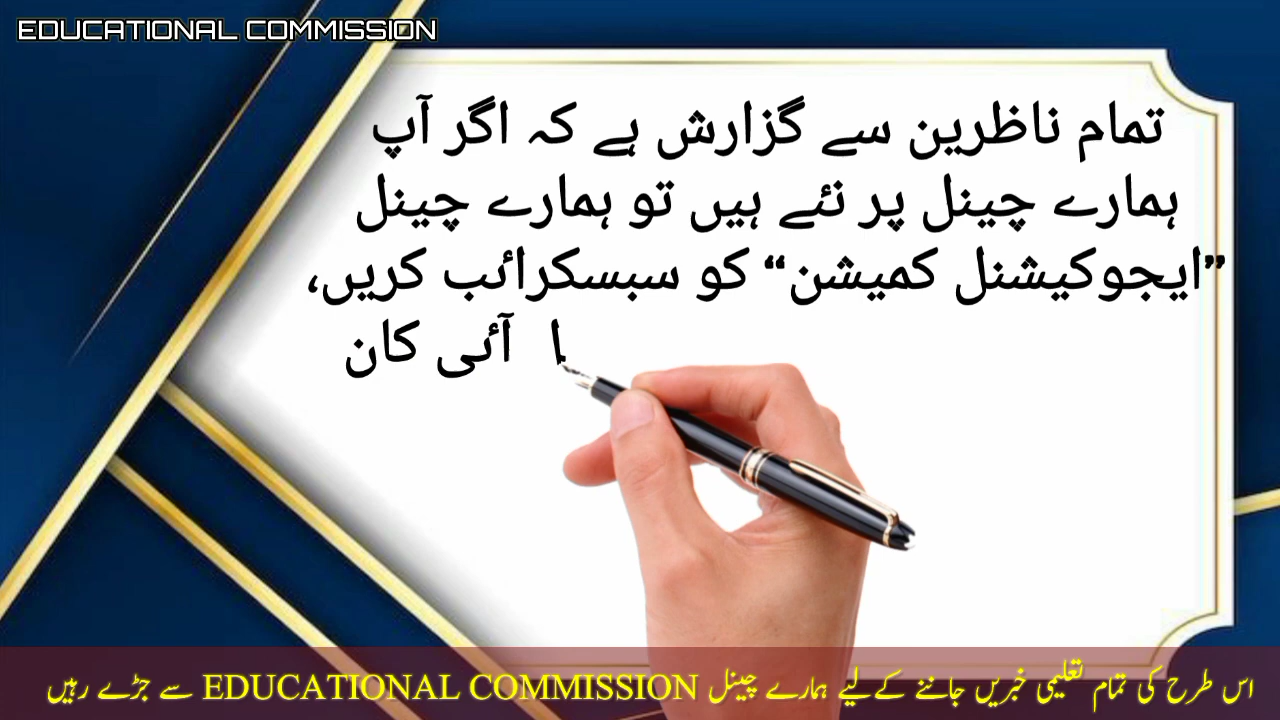 EDUCATIONAL COMMISSION
تمام ناظرین سے گزارش ہے کہ اگر آپ
ہمارے چینل پر نئے ہیں تو ہمارے چینل
”ایجوکیشنل کمیشن“ کو سبسکرائب کریں،
آئی کان
اس طرح کی تمام تعلیمی خبریں جاننے کےلیے ہمارے چینل EDUCATIONAL COMMISSION سے جڑے رہیں